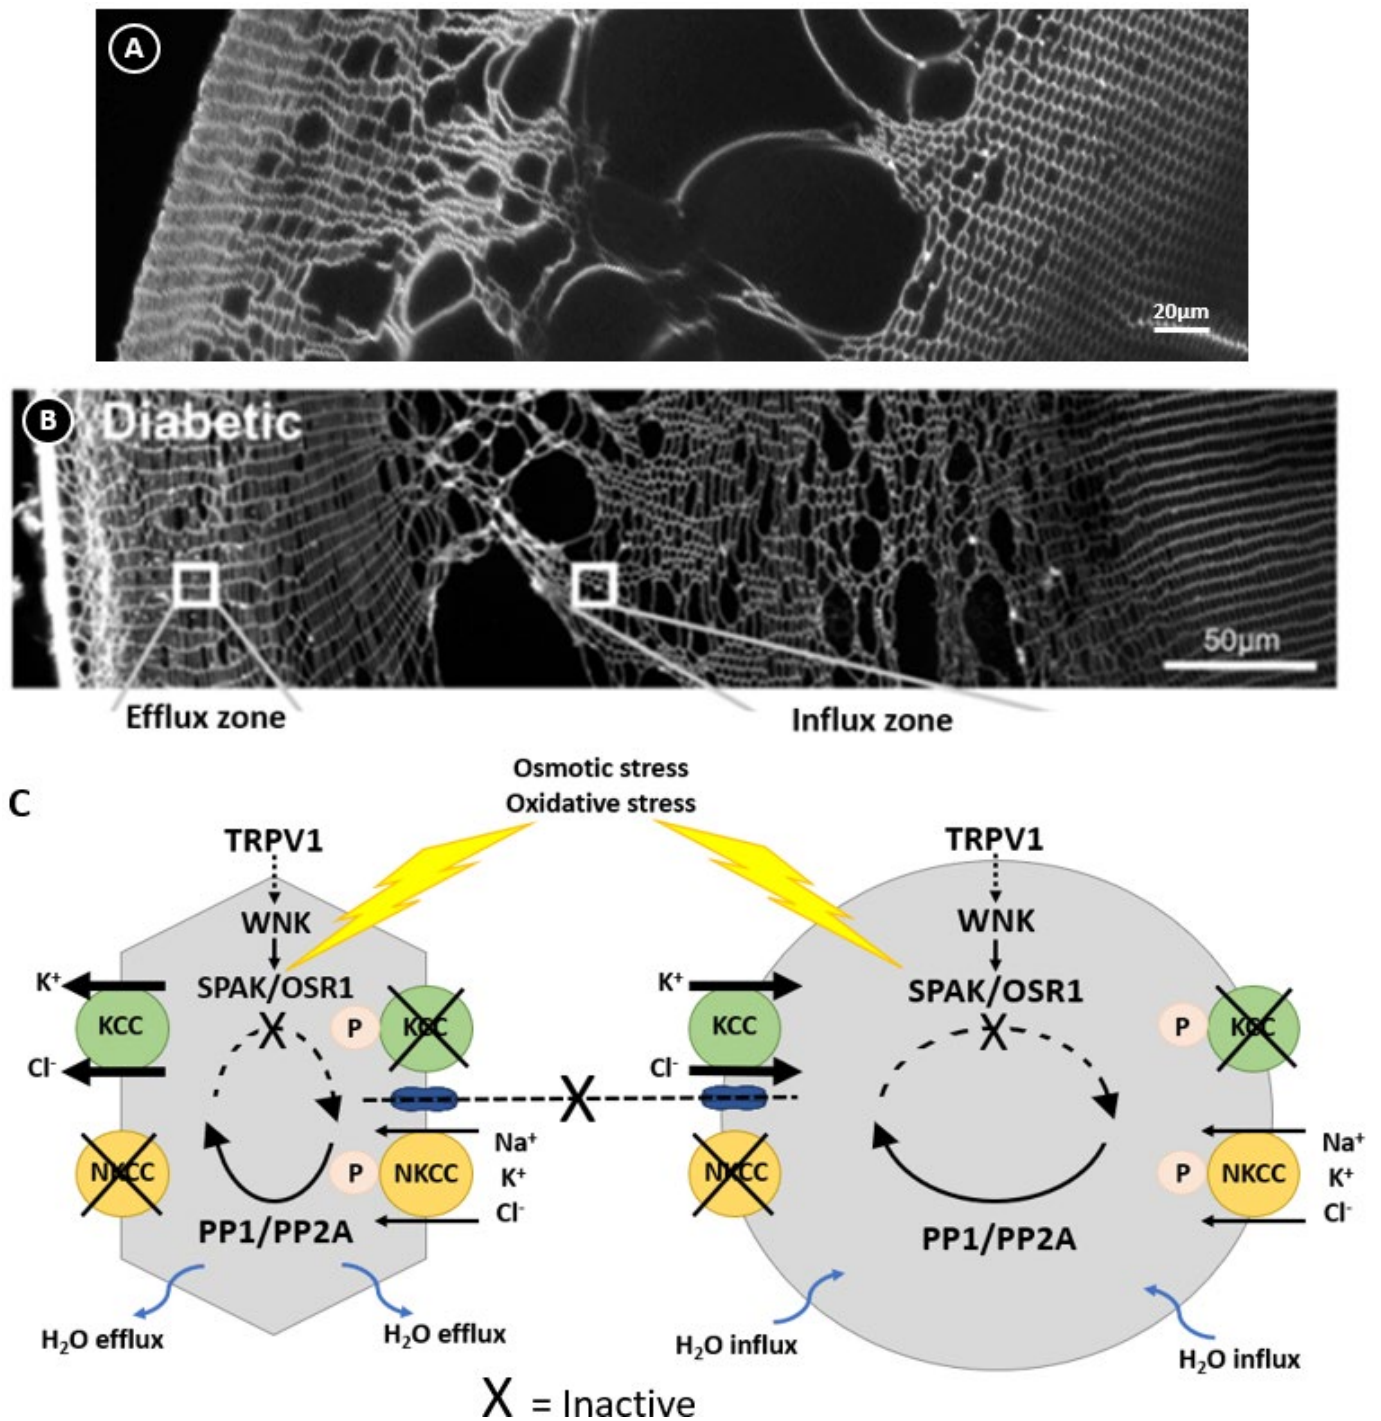 A
20µm
B
Diabetic
50µm
Efflux zone
Influx zone
C
Osmotic stress
Oxidative stress
TRPV1
WNK
SPAK/OSR1
K⁺
KCC
Cl⁻
P
KCC
NKCC
P
NKCC
Na⁺
K⁺
Cl⁻
PP1/PP2A
H₂O efflux
H₂O efflux
X
TRPV1
WNK
SPAK/OSR1
K⁺
KCC
Cl⁻
P
KCC
NKCC
P
NKCC
Na⁺
K⁺
Cl⁻
PP1/PP2A
H₂O influx
H₂O influx
X = Inactive